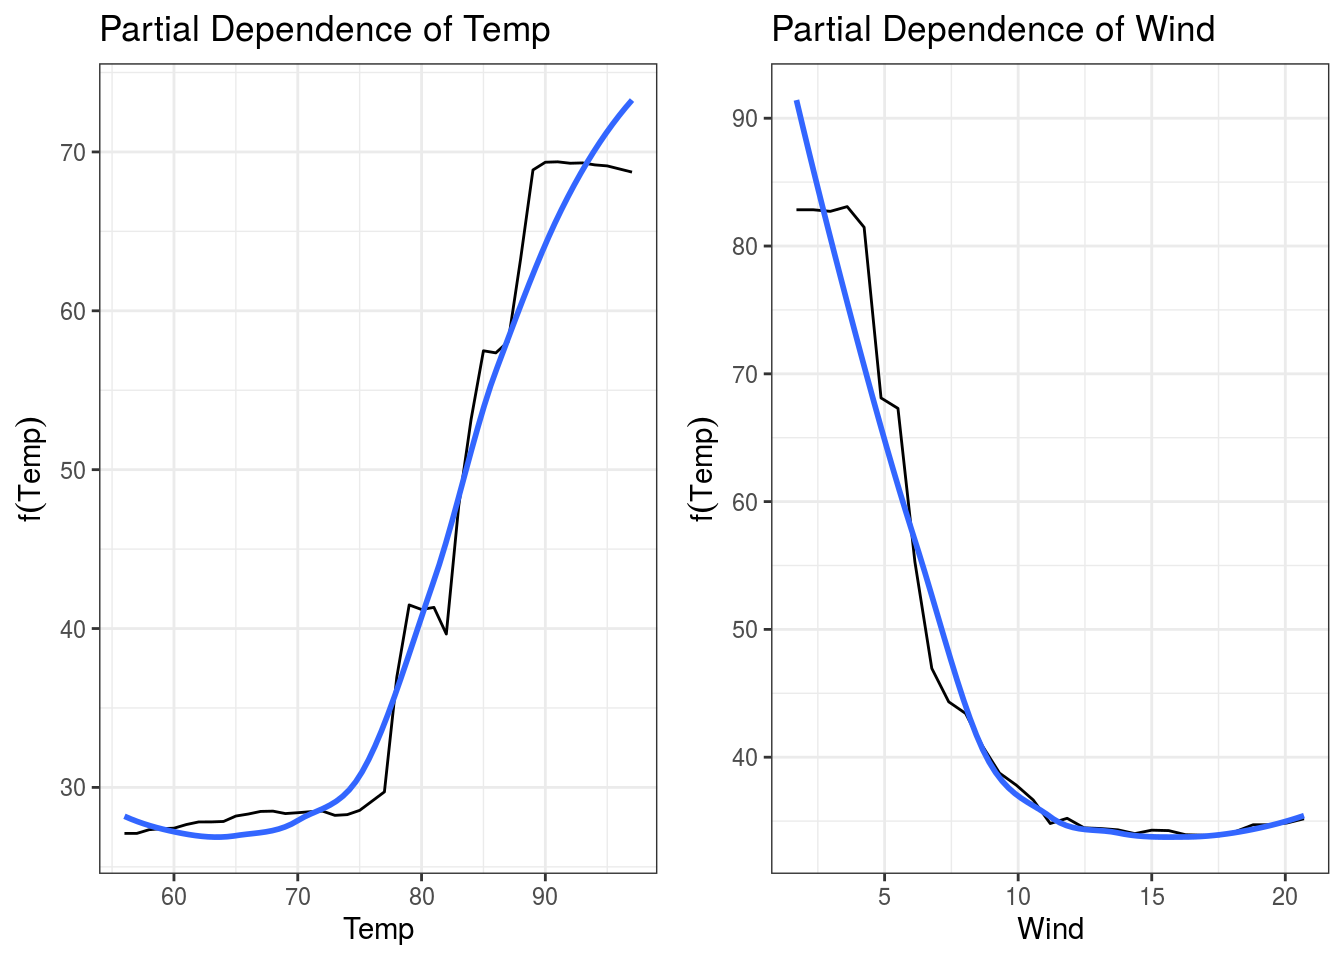 Partial Dependence of Temp
f(Temp)
70
60
50
40
30
60 70 80 90
Temp
Partial Dependence of Wind
f(Temp)
90
80
70
60
50
40
5 10 15 20
Wind